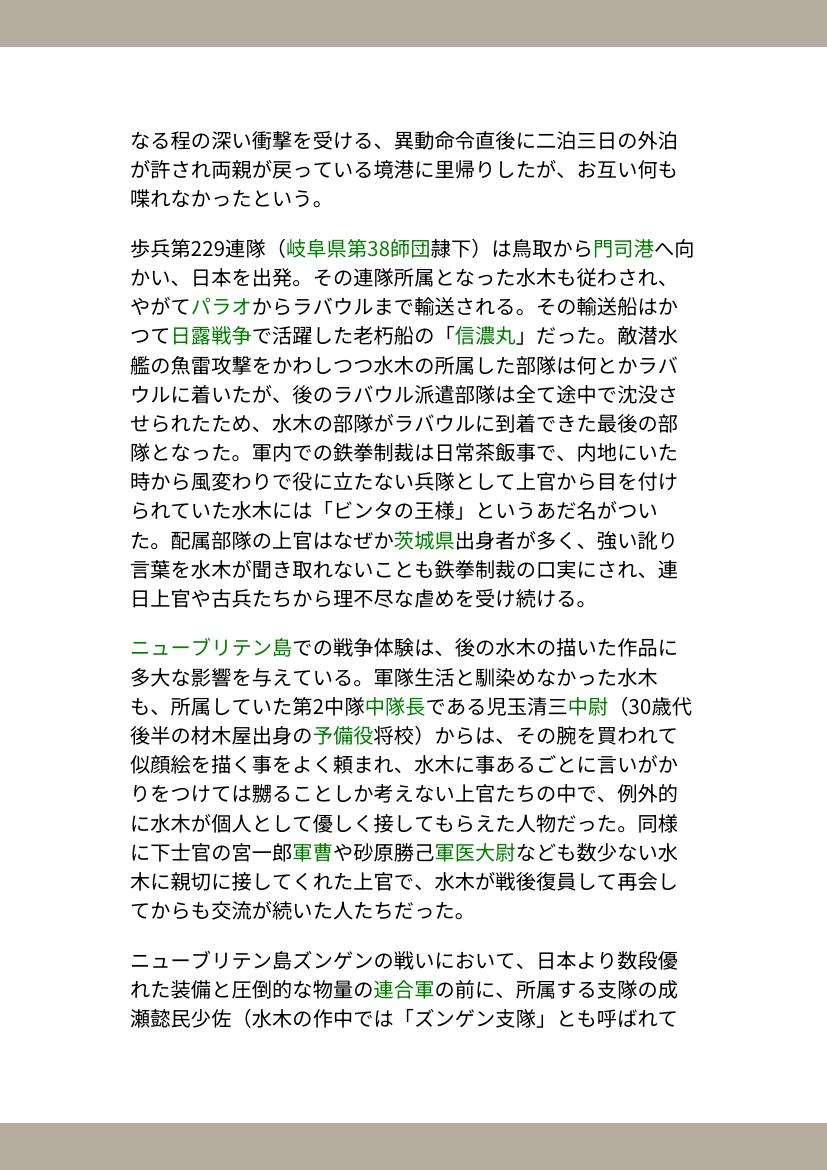 なる程の深い衝撃を受ける、異動命令直後に二泊三日の外泊
が許され両親が戻っている境港に里帰りしたが、お互い何も
喋れなかったという。
歩兵第229連隊（岐阜県第38師団隷下）は鳥取から門司港へ向
かい、日本を出発。その連隊所属となった水木も従わされ、
やがてパラオからラバウルまで輸送される。その輸送船はか
つて日露戦争で活躍した老朽船の「信濃丸」だった。敵潜水
艦の魚雷攻撃をかわしつつ水木の所属した部隊は何とかラバ
ウルに着いたが、後のラバウル派遣部隊は全て途中で沈没さ
せられたため、水木の部隊がラバウルに到着できた最後の部
隊となった。軍内での鉄拳制裁は日常茶飯事で、内地にいた
時から風変わりで役に立たない兵隊として上官から目を付け
られていた水木には「ビンタの王様」というあだ名がつい
た。配属部隊の上官はなぜか茨城県出身者が多く、強い訛り
言葉を水木が聞き取れないことも鉄拳制裁の口実にされ、連
日上官や古兵たちから理不尽な虐めを受け続ける。
ニューブリテン島での戦争体験は、後の水木の描いた作品に
多大な影響を与えている。軍隊生活と馴染めなかった水木
も、所属していた第2中隊中隊長である児玉清三中尉（30歳代
後半の材木屋出身の予備役将校）からは、その腕を買われて
似顔絵を描く事をよく頼まれ、水木に事あるごとに言いがか
りをつけては嬲ることしか考えない上官たちの中で、例外的
に水木が個人として優しく接してもらえた人物だった。同様
に下士官の宮一郎軍曹や砂原勝己軍医大尉なども数少ない水
木に親切に接してくれた上官で、水木が戦後復員して再会し
てからも交流が続いた人たちだった。
ニューブリテン島ズンゲンの戦いにおいて、日本より数段優
れた装備と圧倒的な物量の連合軍の前に、所属する支隊の成
瀬懿民少佐（水木の作中では「ズンゲン支隊」とも呼ばれて